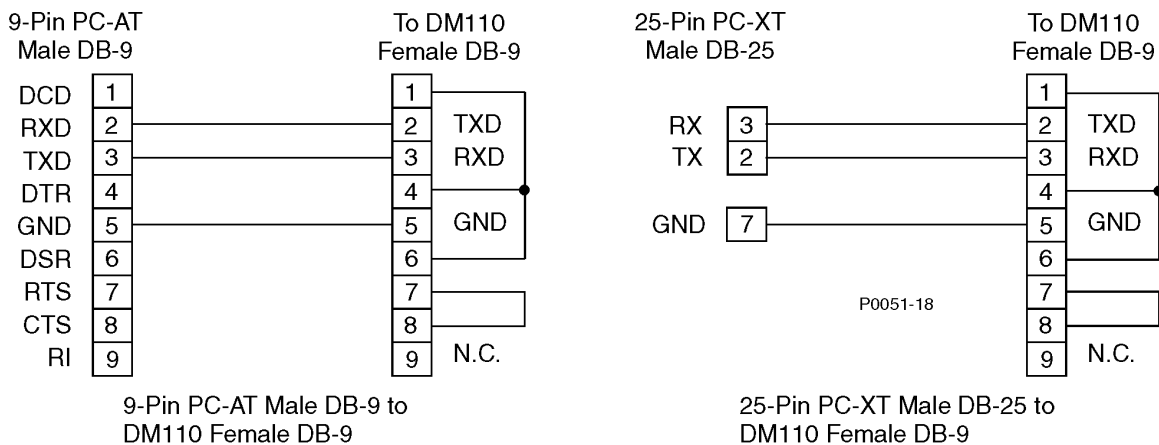 9-Pin PC-AT
Male DB-9
To DM110
Female DB-9
DCD 1
RXD 2
TXD 3
DTR 4
GND 5
DSR 6
RTS 7
CTS 8
RI 9
1
2 TXD
3 RXD
4
5 GND
6
7
8
9 N.C.
9-Pin PC-AT Male DB-9 to
DM110 Female DB-9
25-Pin PC-XT
Male DB-25
To DM110
Female DB-9
RX 3
TX 2
GND 7
1
2 TXD
3 RXD
4
5 GND
6
7
8
9 N.C.
P0051-18
25-Pin PC-XT Male DB-25 to
DM110 Female DB-9